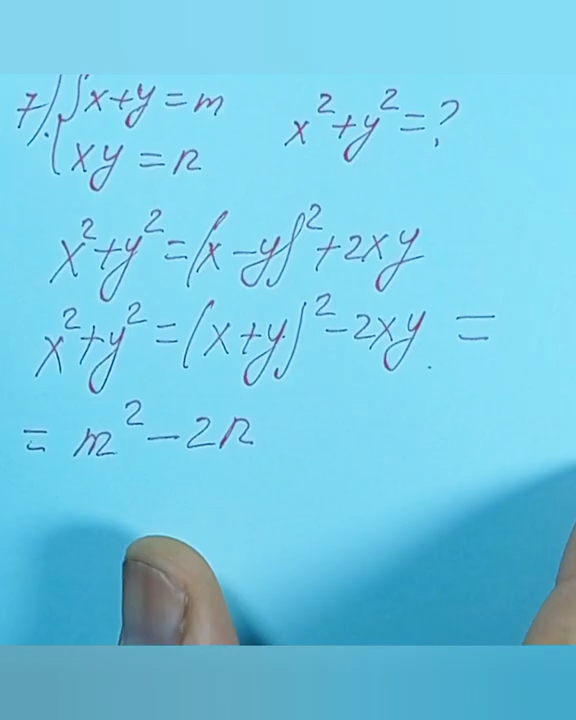 7). { x+y=m   x²+y²=?
xy=n
x²+y²=(x-y)²+2xy
x²+y²=(x+y)²-2xy =
= m²-2n